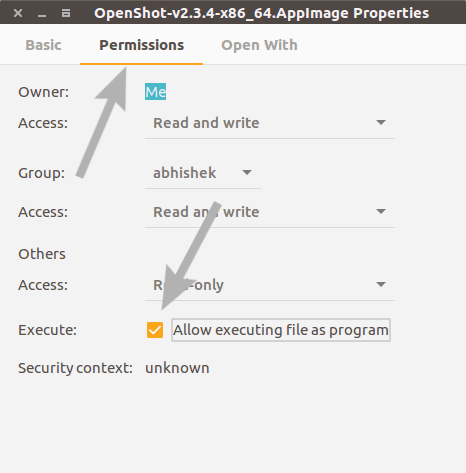 OpenShot-v2.3.4-x86_64.AppImage Properties
Basic Permissions Open With
Owner: Me
Access: Read and write
Group: abhishek
Access: Read and write
Others
Access: Read-only
Execute: Allow executing file as program
Security context: unknown